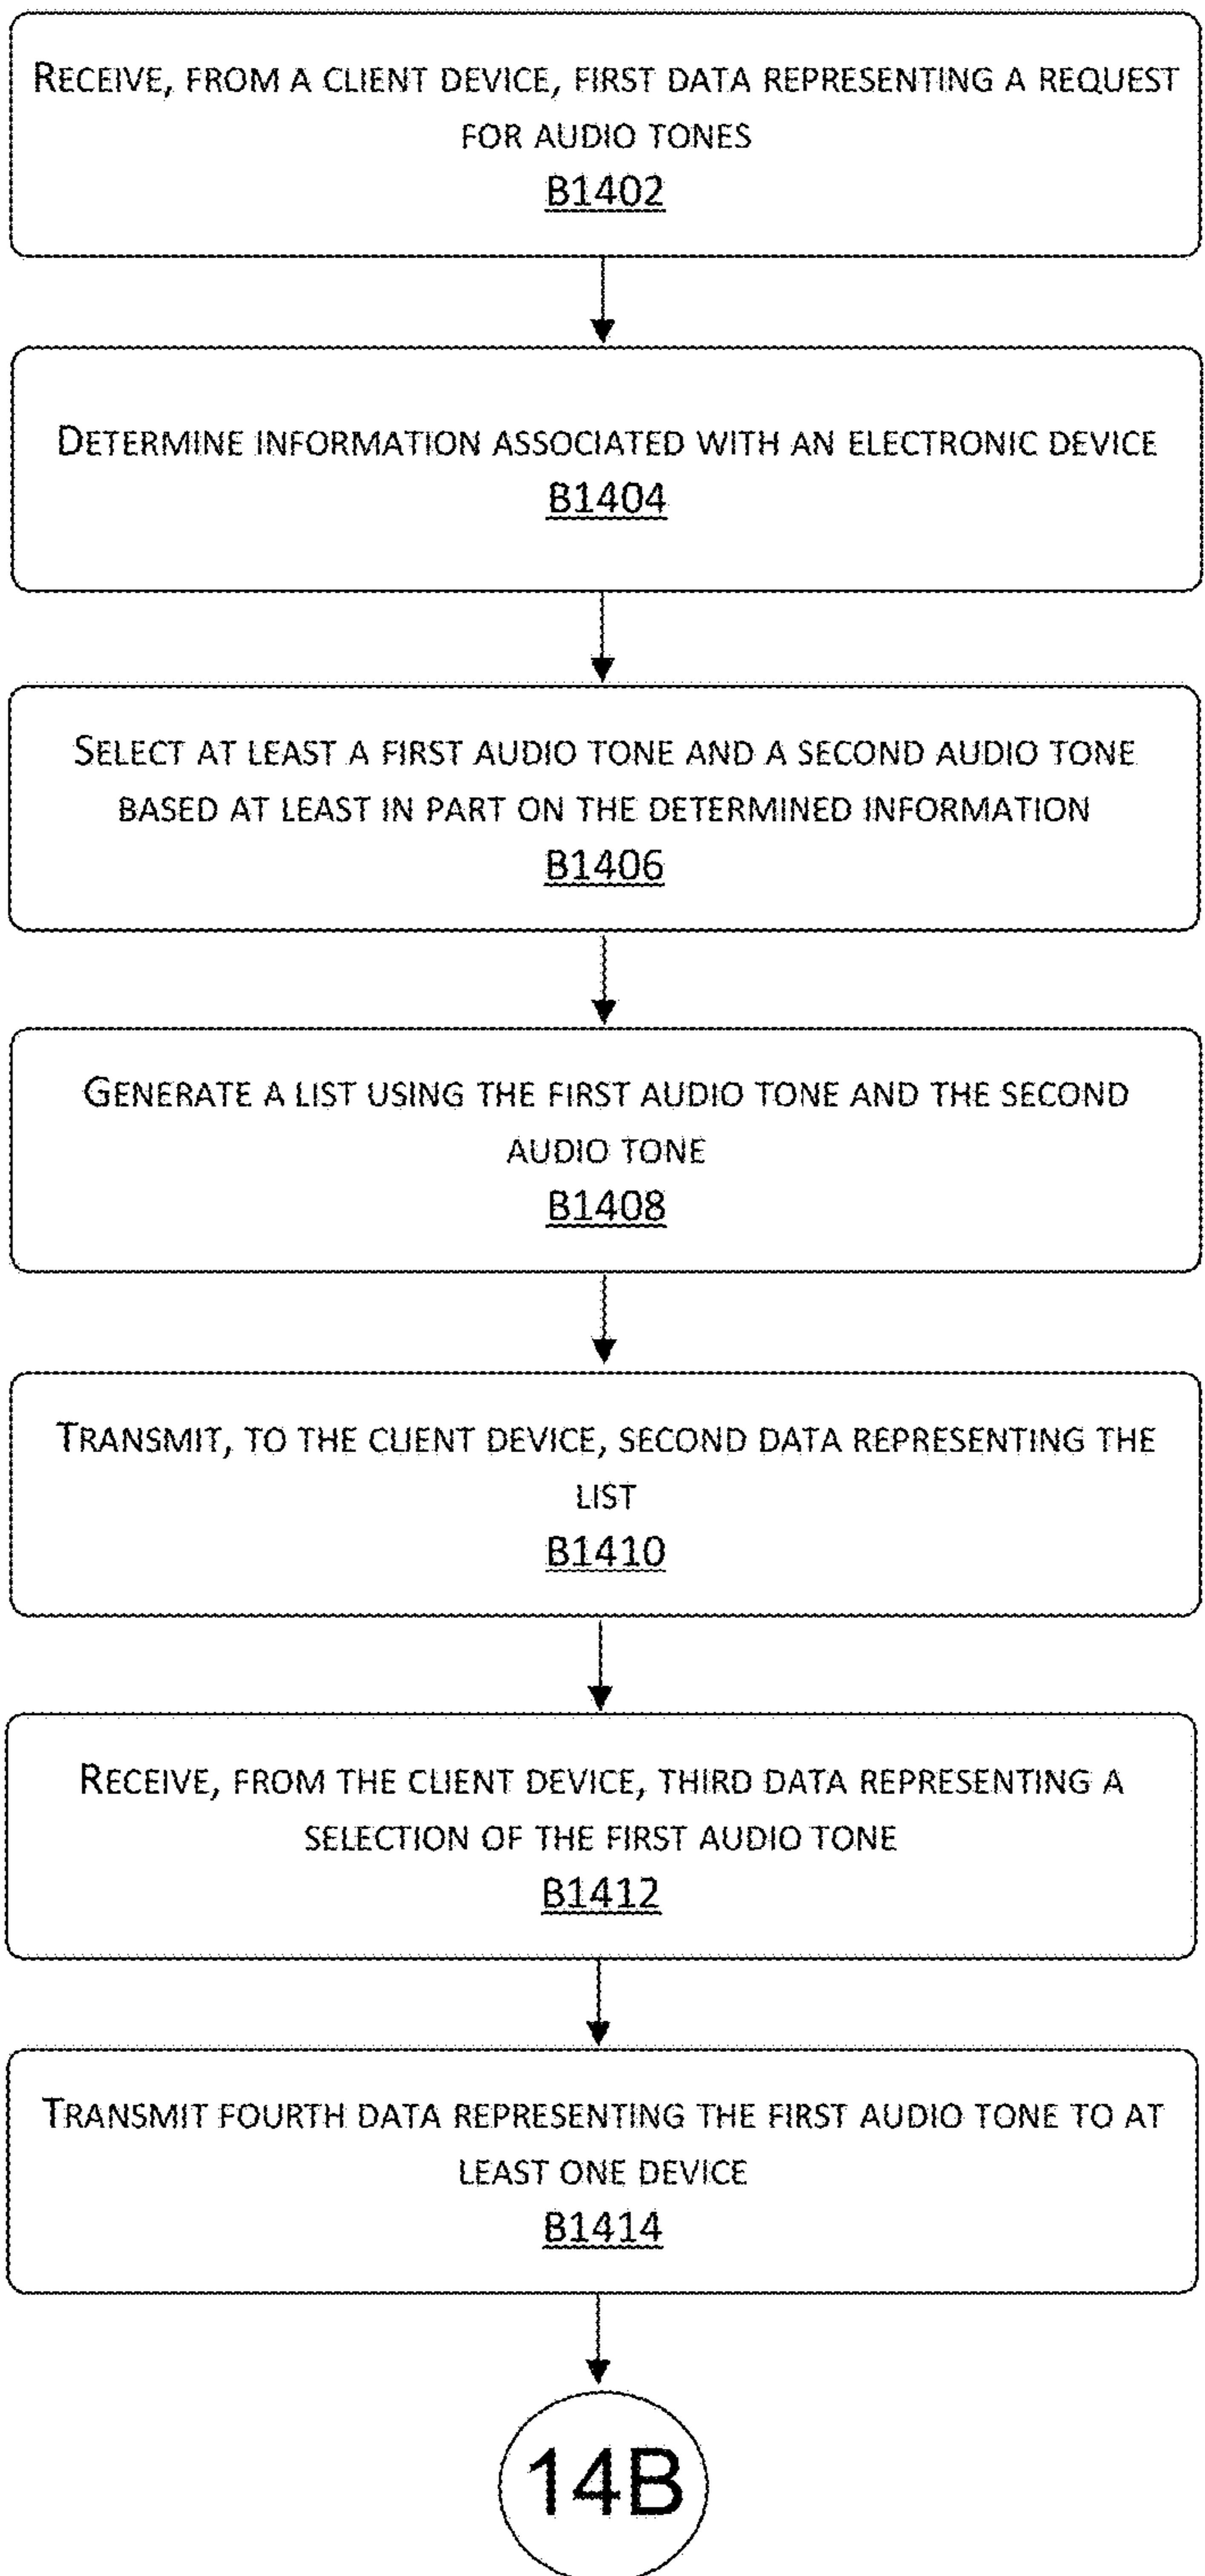 RECEIVE, FROM A CLIENT DEVICE, FIRST DATA REPRESENTING A REQUEST
FOR AUDIO TONES
B1402
DETERMINE INFORMATION ASSOCIATED WITH AN ELECTRONIC DEVICE
B1404
SELECT AT LEAST A FIRST AUDIO TONE AND A SECOND AUDIO TONE
BASED AT LEAST IN PART ON THE DETERMINED INFORMATION
B1406
GENERATE A LIST USING THE FIRST AUDIO TONE AND THE SECOND
AUDIO TONE
B1408
TRANSMIT, TO THE CLIENT DEVICE, SECOND DATA REPRESENTING THE
LIST
B1410
RECEIVE, FROM THE CLIENT DEVICE, THIRD DATA REPRESENTING A
SELECTION OF THE FIRST AUDIO TONE
B1412
TRANSMIT FOURTH DATA REPRESENTING THE FIRST AUDIO TONE TO AT
LEAST ONE DEVICE
B1414
14B